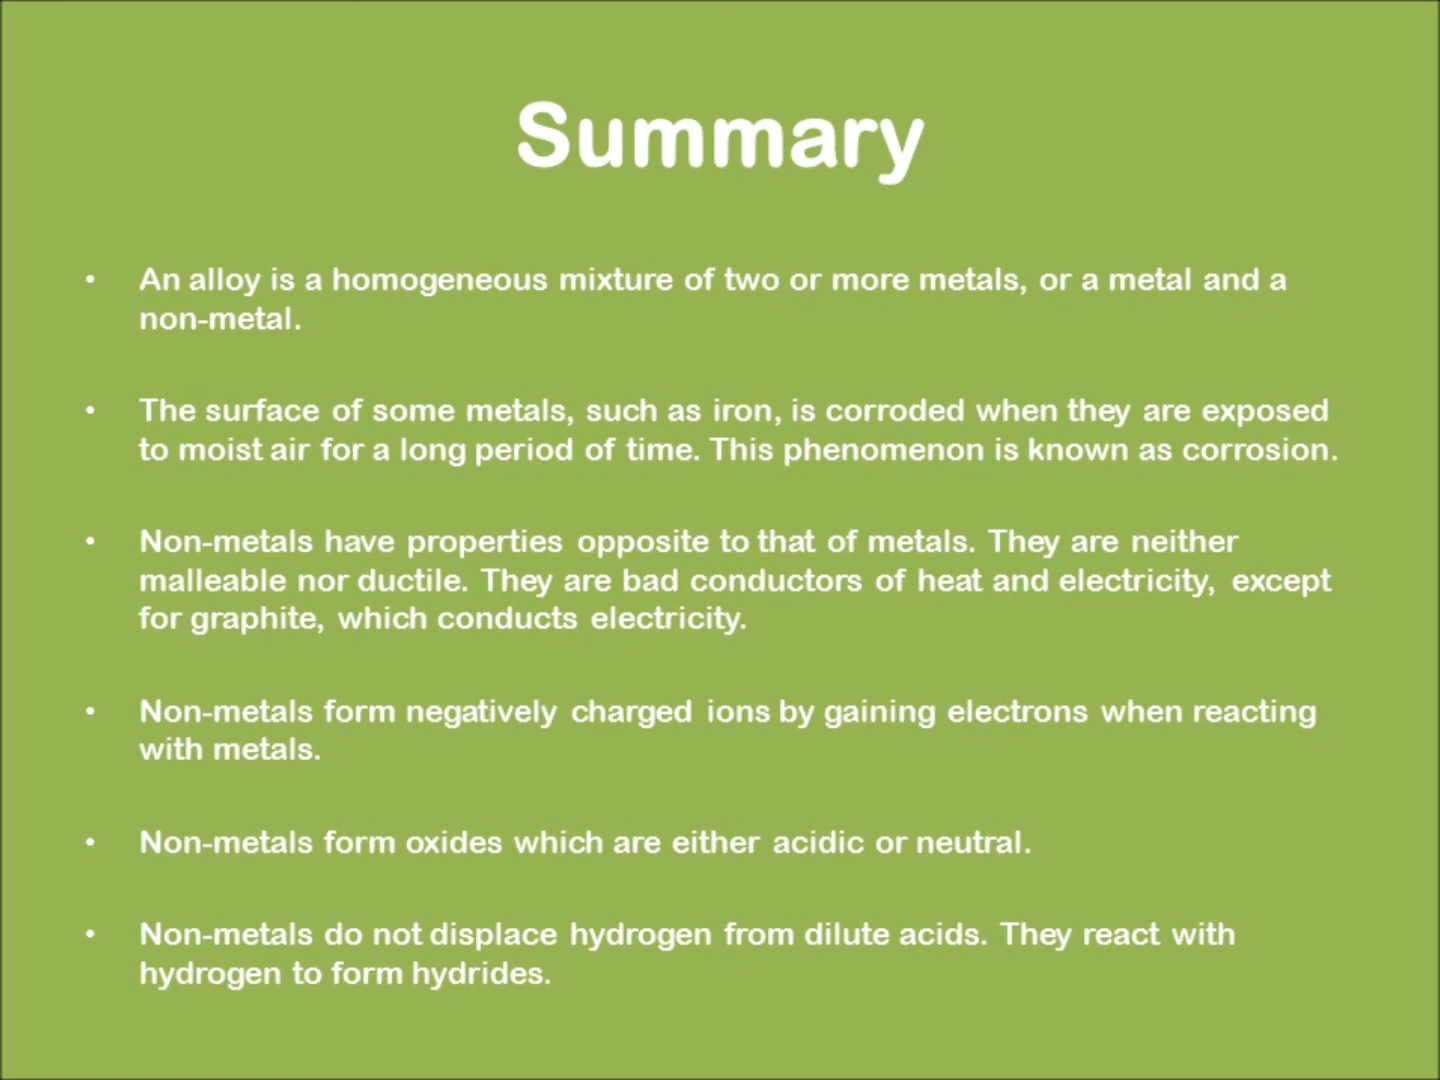 Summary
• An alloy is a homogeneous mixture of two or more metals, or a metal and a
non-metal.
• The surface of some metals, such as iron, is corroded when they are exposed
to moist air for a long period of time. This phenomenon is known as corrosion.
• Non-metals have properties opposite to that of metals. They are neither
malleable nor ductile. They are bad conductors of heat and electricity, except
for graphite, which conducts electricity.
• Non-metals form negatively charged ions by gaining electrons when reacting
with metals.
• Non-metals form oxides which are either acidic or neutral.
• Non-metals do not displace hydrogen from dilute acids. They react with
hydrogen to form hydrides.